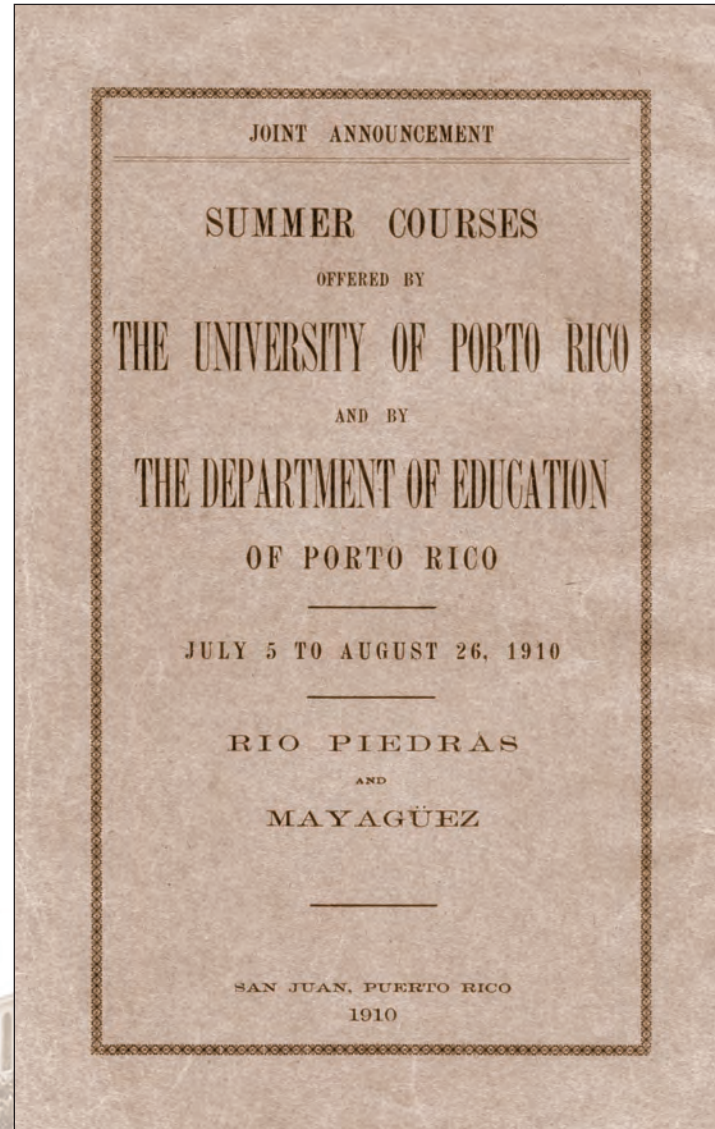 JOINT ANNOUNCEMENT
SUMMER COURSES
OFFERED BY
THE UNIVERSITY OF PORTO RICO
AND BY
THE DEPARTMENT OF EDUCATION
OF PORTO RICO
JULY 5 TO AUGUST 26, 1910
RIO PIEDRAS
AND
MAYAGÜEZ
SAN JUAN, PUERTO RICO
1910